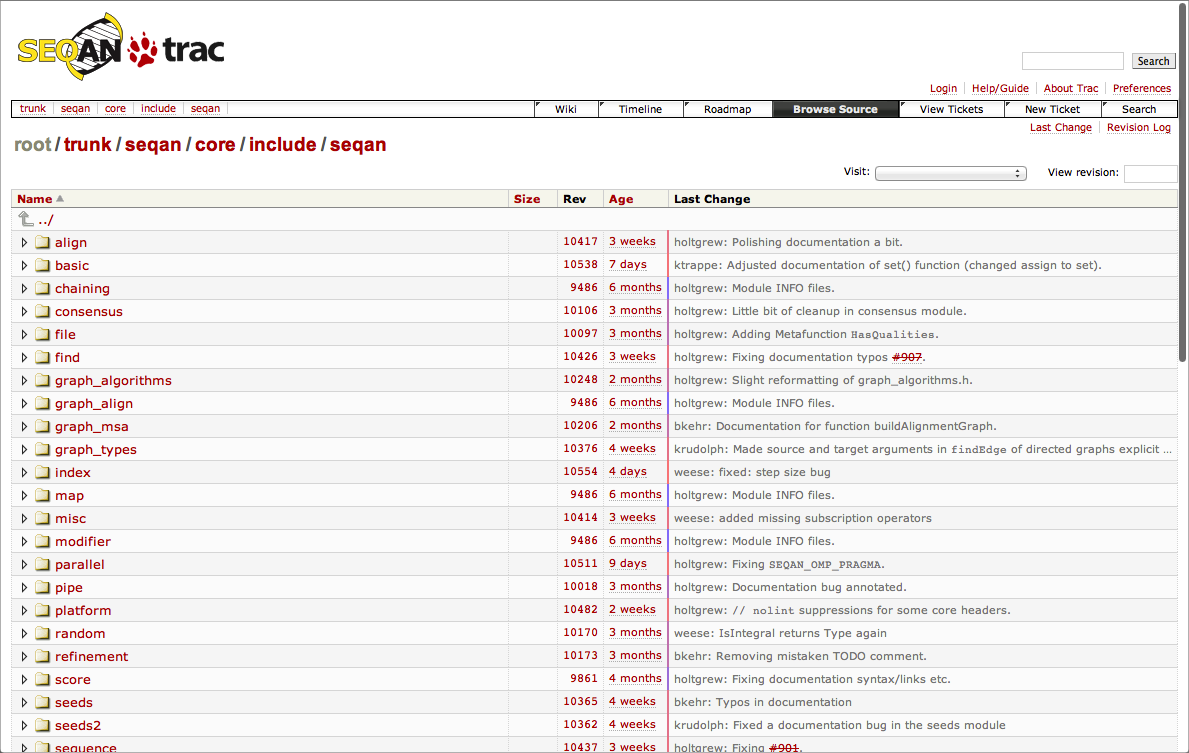 SEQAN trac
Search
Login Help/Guide About Trac Preferences
trunk seqan core include seqan Wiki Timeline Roadmap Browse Source View Tickets New Ticket Search
Last Change Revision Log
root / trunk / seqan / core / include / seqan
Visit: View revision:
Name Size Rev Age Last Change
../
align 10417 3 weeks holtgrew: Polishing documentation a bit.
basic 10538 7 days ktrappe: Adjusted documentation of set() function (changed assign to set).
chaining 9486 6 months holtgrew: Module INFO files.
consensus 10106 3 months holtgrew: Little bit of cleanup in consensus module.
file 10097 3 months holtgrew: Adding Metafunction HasQualities.
find 10426 3 weeks holtgrew: Fixing documentation typos #907.
graph_algorithms 10248 2 months holtgrew: Slight reformatting of graph_algorithms.h.
graph_align 9486 6 months holtgrew: Module INFO files.
graph_msa 10206 2 months bkehr: Documentation for function buildAlignmentGraph.
graph_types 10376 4 weeks krudolph: Made source and target arguments in findEdge of directed graphs explicit ...
index 10554 4 days weese: fixed: step size bug
map 9486 6 months holtgrew: Module INFO files.
misc 10414 3 weeks weese: added missing subscription operators
modifier 9486 6 months holtgrew: Module INFO files.
parallel 10511 9 days holtgrew: Fixing SEQAN_OMP_PRAGMA.
pipe 10018 3 months holtgrew: Documentation bug annotated.
platform 10482 2 weeks holtgrew: // nolint suppressions for some core headers.
random 10170 3 months weese: IsIntegral returns Type again
refinement 10173 3 months bkehr: Removing mistaken TODO comment.
score 9861 4 months holtgrew: Fixing documentation syntax/links etc.
seeds 10365 4 weeks bkehr: Typos in documentation
seeds2 10362 4 weeks krudolph: Fixed a documentation bug in the seeds module
sequence 10437 3 weeks holtgrew: Fixing #901.